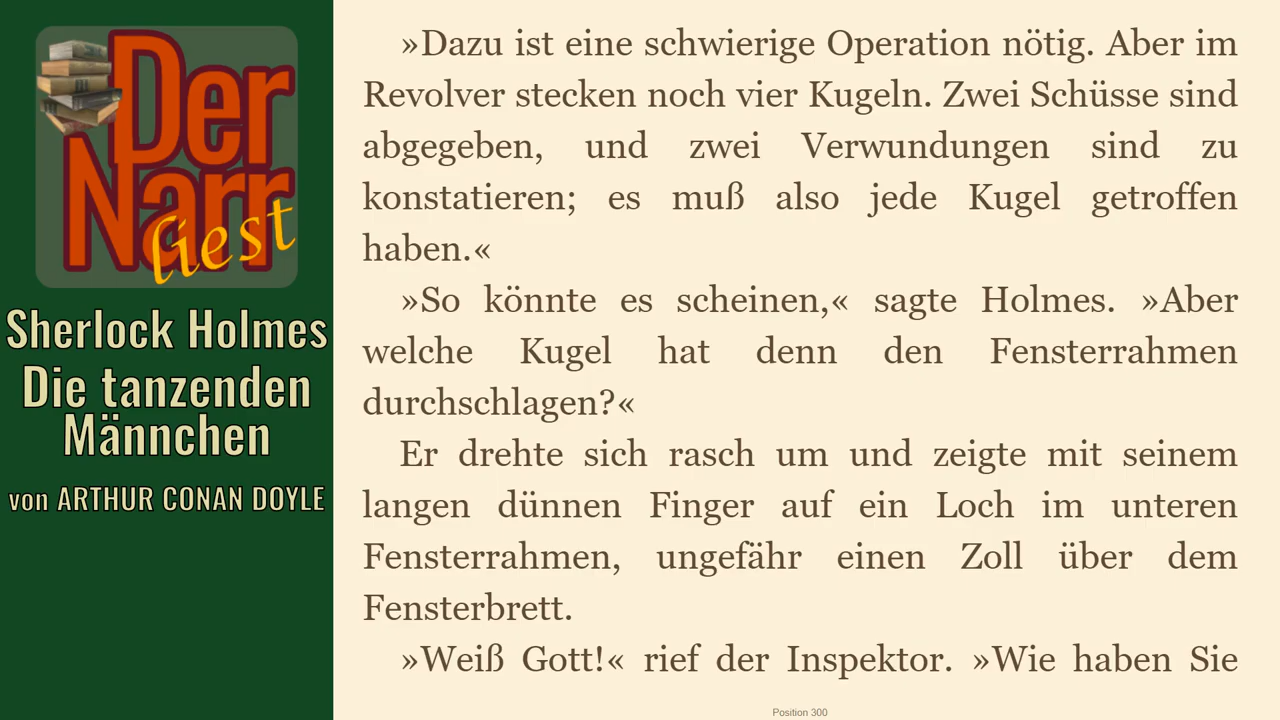 Der
Narr
liest
Sherlock Holmes
Die tanzenden
Männchen
von ARTHUR CONAN DOYLE
»Dazu ist eine schwierige Operation nötig. Aber im
Revolver stecken noch vier Kugeln. Zwei Schüsse sind
abgegeben, und zwei Verwundungen sind zu
konstatieren; es muß also jede Kugel getroffen
haben.«
»So könnte es scheinen,« sagte Holmes. »Aber
welche Kugel hat denn den Fensterrahmen
durchschlagen?«
Er drehte sich rasch um und zeigte mit seinem
langen dünnen Finger auf ein Loch im unteren
Fensterrahmen, ungefähr einen Zoll über dem
Fensterbrett.
»Weiß Gott!« rief der Inspektor. »Wie haben Sie
Position 300